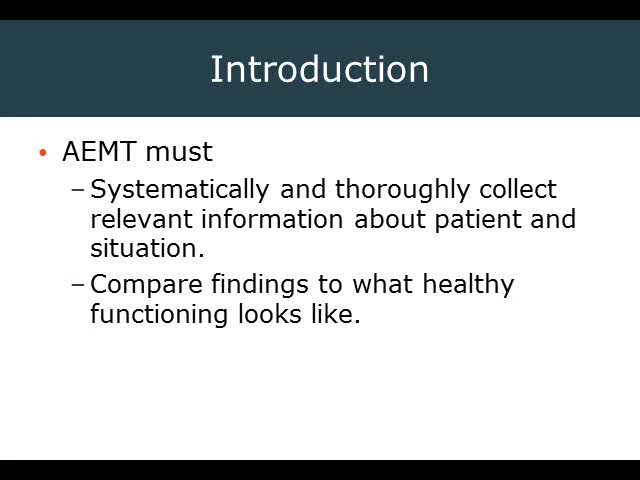 Introduction
• AEMT must
– Systematically and thoroughly collect
relevant information about patient and
situation.
– Compare findings to what healthy
functioning looks like.